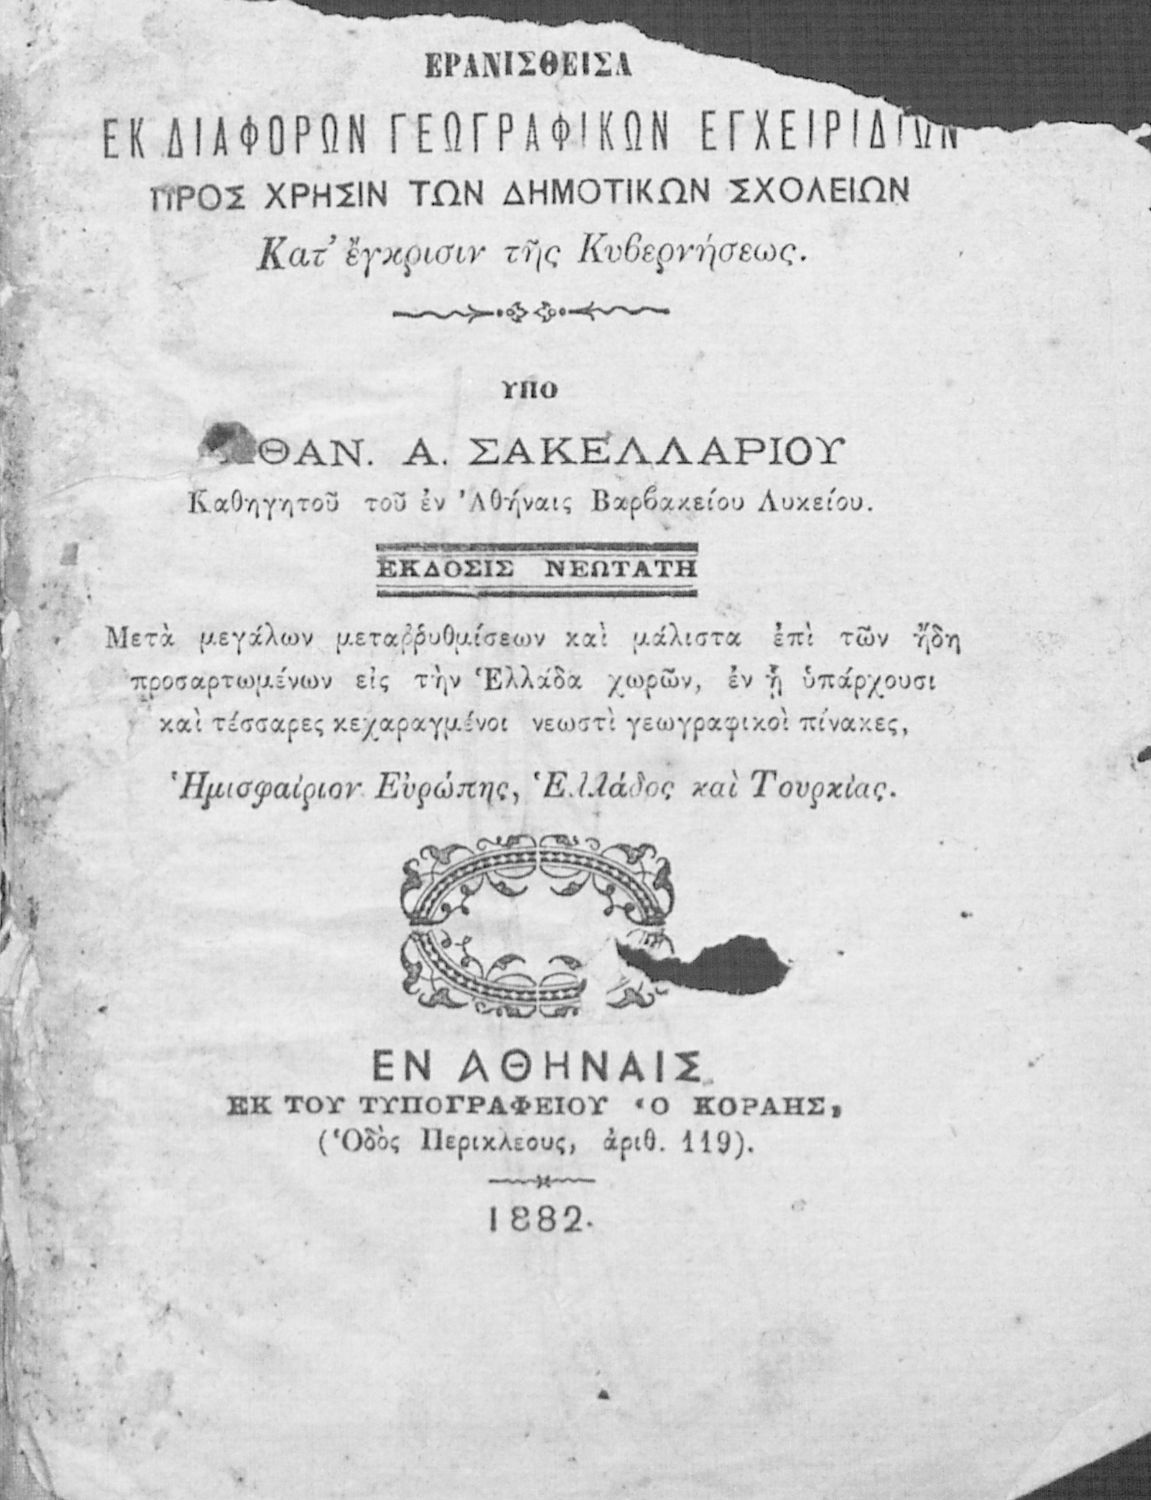 ΕΡΑΝΙΣΘΕΙΣΑ
ΕΚ ΔΙΑΦΟΡΩΝ ΓΕΩΓΡΑΦΙΚΩΝ ΕΓΧΕΙΡΙΔΙΩΝ
ΠΡΟΣ ΧΡΗΣΙΝ ΤΩΝ ΔΗΜΟΤΙΚΩΝ ΣΧΟΛΕΙΩΝ
Κατ' ἔγκρισιν τῆς Κυβερνήσεως.
ΥΠΟ
ΑΘΑΝ. Α. ΣΑΚΕΛΛΑΡΙΟΥ
Καθηγητοῦ τοῦ ἐν Ἀθήναις Βαρβακείου Λυκείου.
ΕΚΔΟΣΙΣ ΝΕΩΤΑΤΗ
Μετὰ μεγάλων μεταῤῥυθμίσεων καὶ μάλιστα ἐπὶ τῶν ἤδη
προσαρτωμένων εἰς τὴν Ἑλλάδα χωρῶν, ἐν ᾗ ὑπάρχουσι
καὶ τέσσαρες κεχαραγμένοι νεωστὶ γεωγραφικοὶ πίνακες,
Ἡμισφαίριον Εὐρώπης, Ἑλλάδος καὶ Τουρκίας.
ΕΝ ΑΘΗΝΑΙΣ
ΕΚ ΤΟΥ ΤΥΠΟΓΡΑΦΕΙΟΥ ‘Ο ΚΟΡΑΗΣ,
(Ὁδὸς Περικλέους, ἀριθ. 119).
1882.